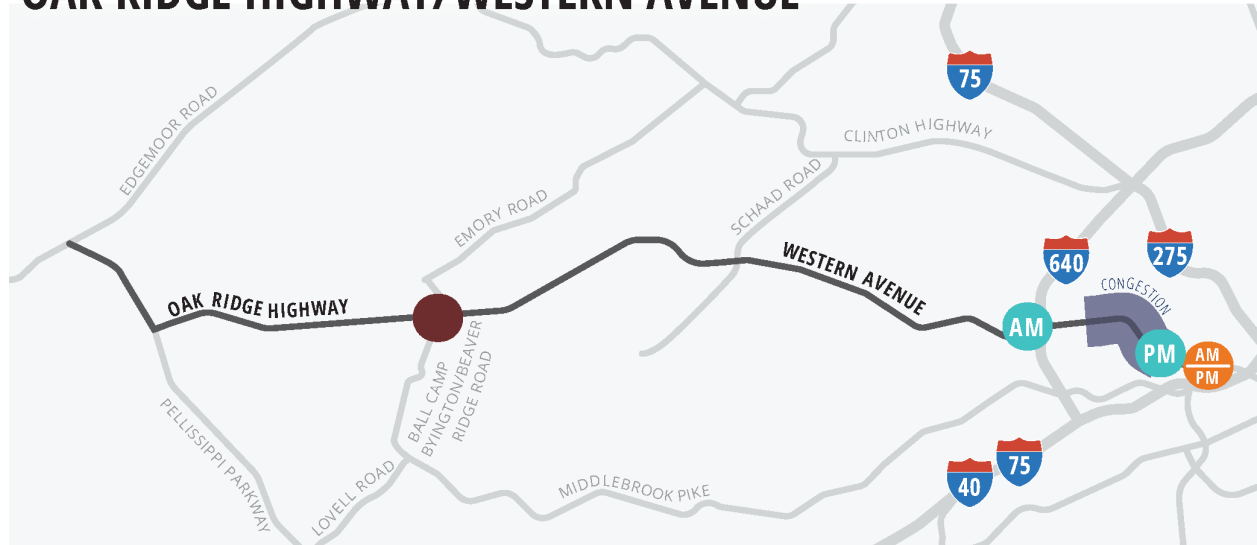 OAK RIDGE HIGHWAY/WESTERN AVENUE
75
EDGEMOOR ROAD
CLINTON HIGHWAY
SCHAAD ROAD
EMORY ROAD
WESTERN AVENUE
640
275
CONGESTION
OAK RIDGE HIGHWAY
AM
PM
AM
PM
BALL CAMP
BYINGTON/BEAVER
RIDGE ROAD
PELLISSIPPI PARKWAY
LOVELL ROAD
MIDDLEBROOK PIKE
75
40